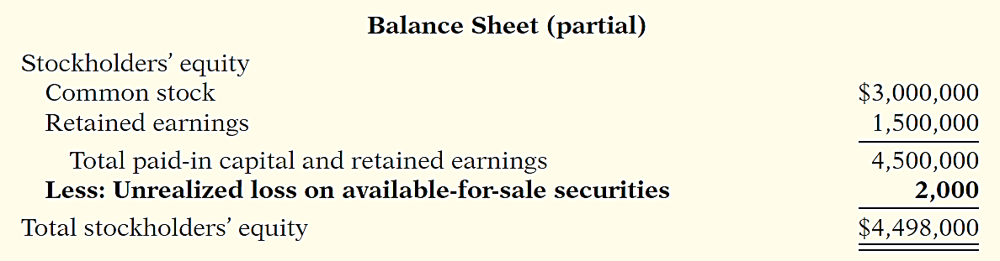 Balance Sheet (partial)
Stockholders’ equity
Common stock $3,000,000
Retained earnings 1,500,000
Total paid-in capital and retained earnings 4,500,000
Less: Unrealized loss on available-for-sale securities 2,000
Total stockholders’ equity $4,498,000